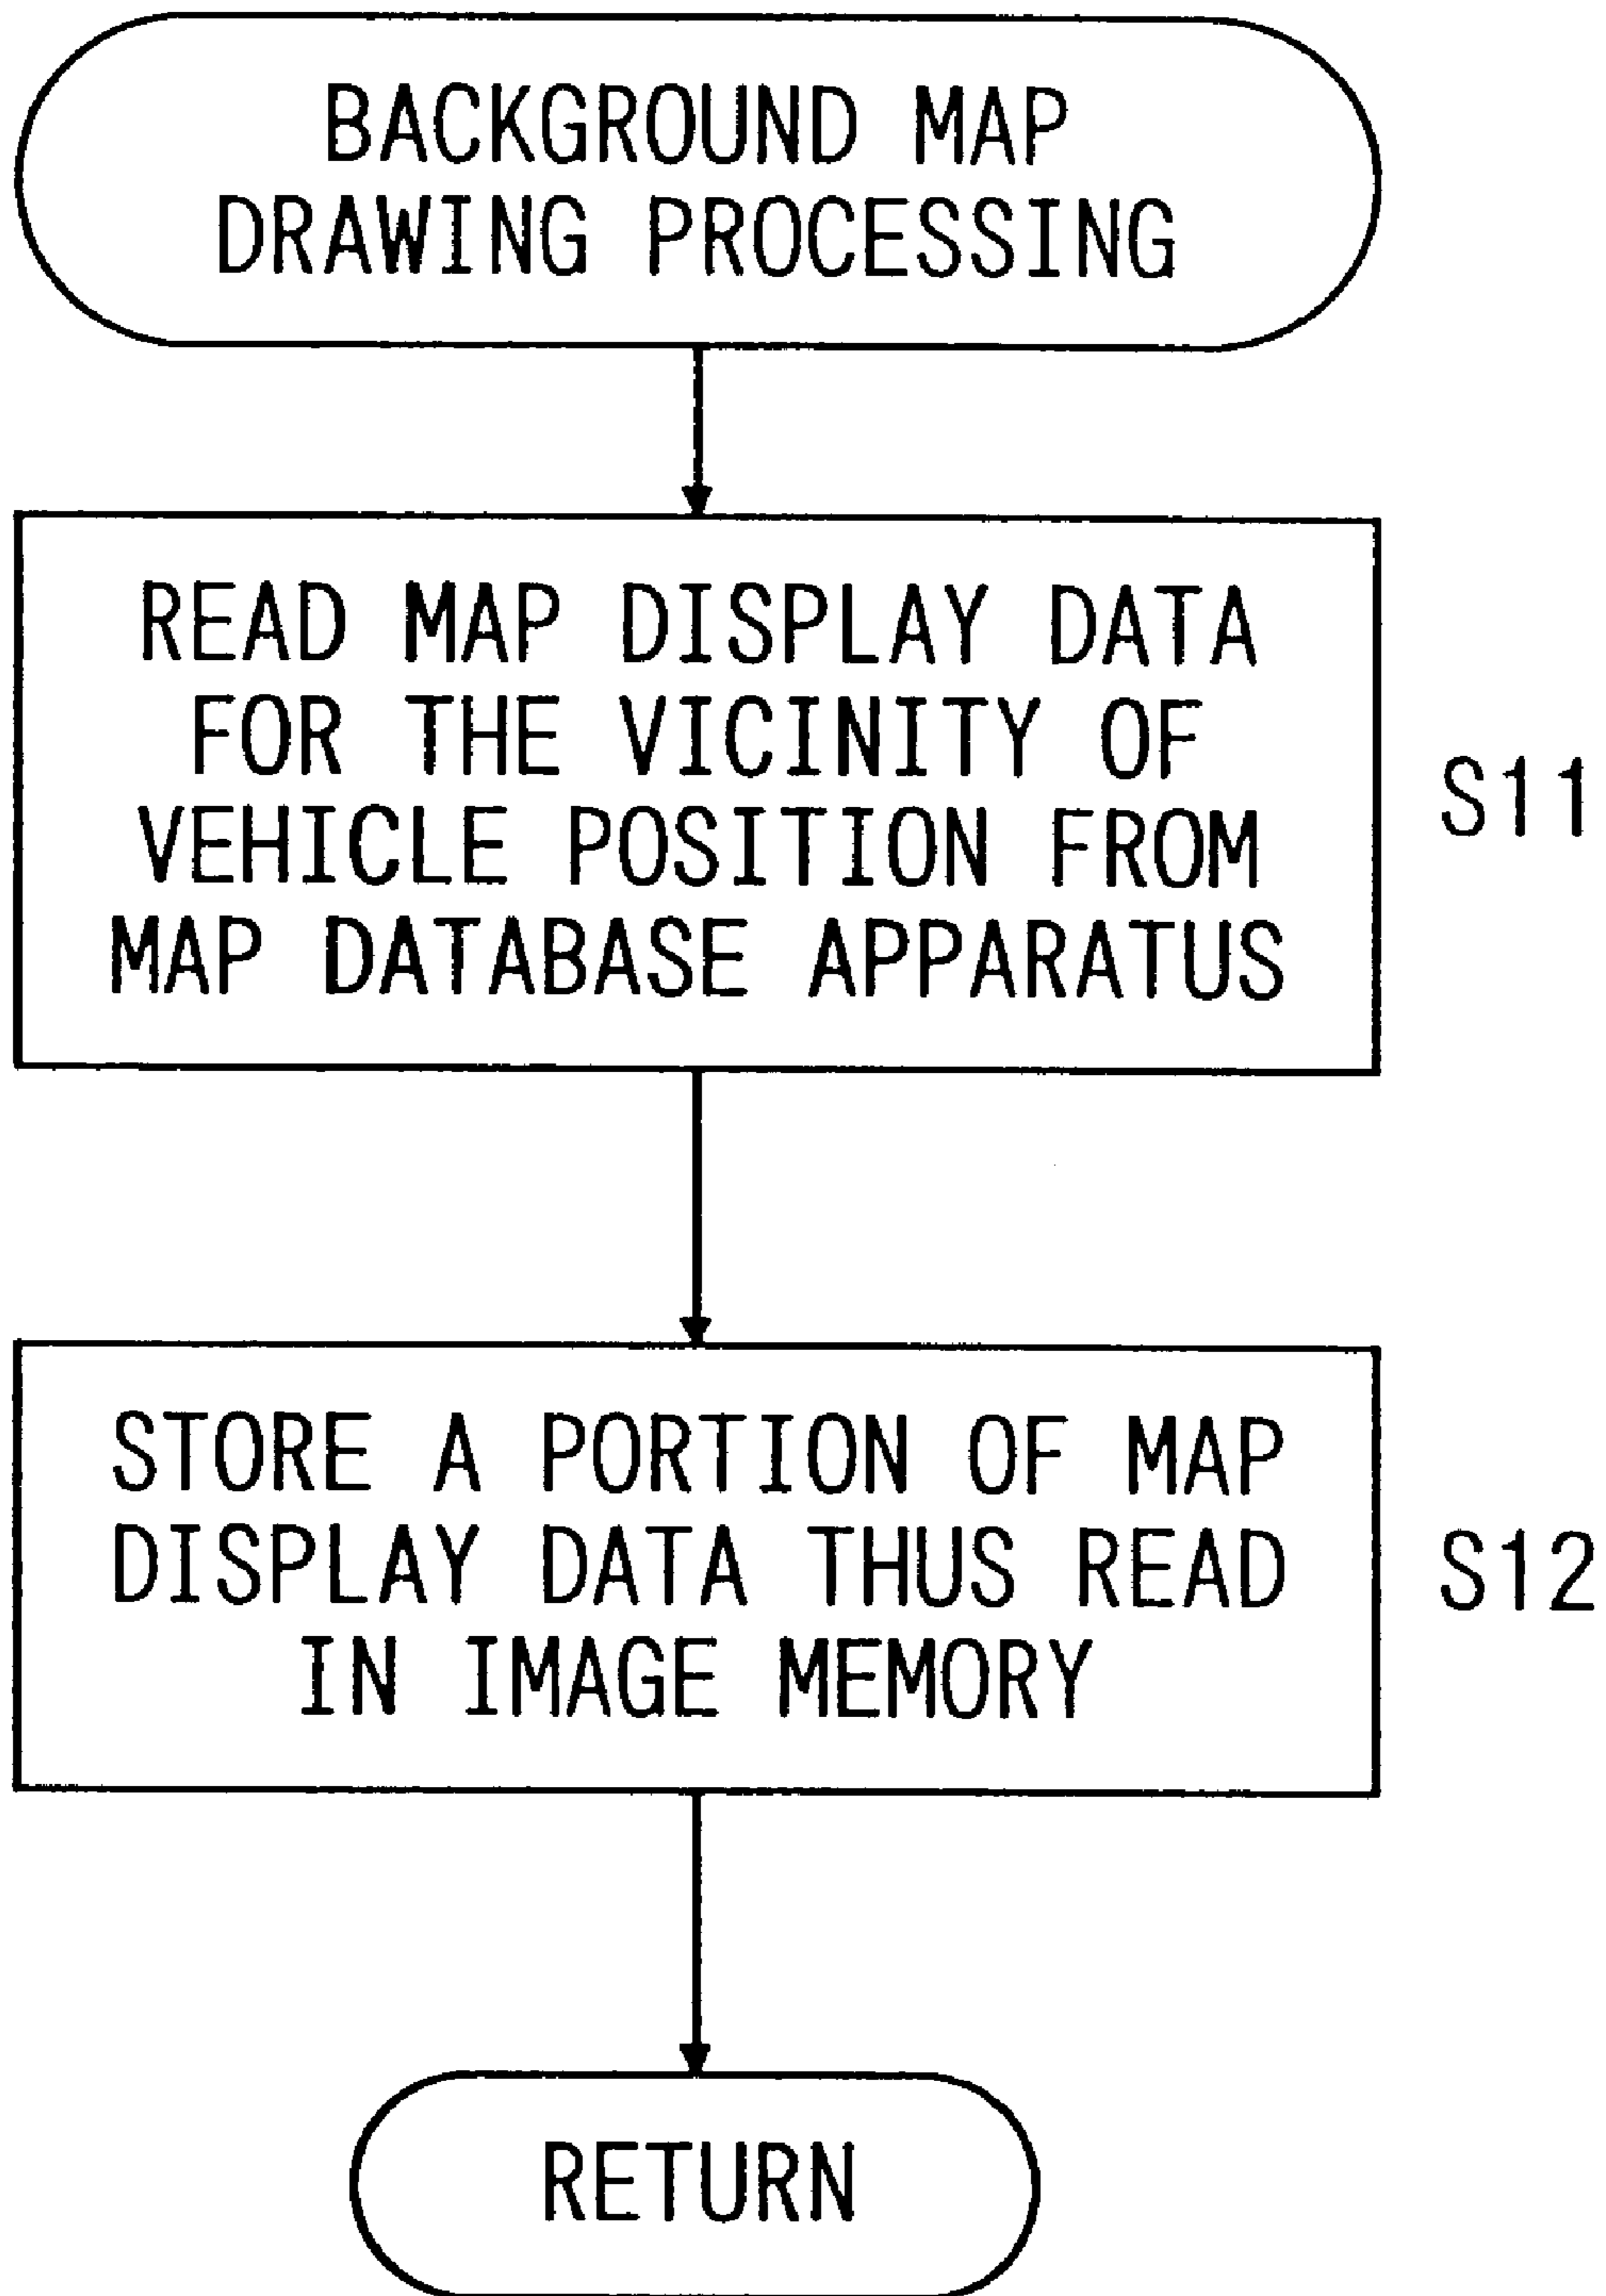 BACKGROUND MAP
DRAWING PROCESSING
READ MAP DISPLAY DATA
FOR THE VICINITY OF
VEHICLE POSITION FROM
MAP DATABASE APPARATUS
S11
STORE A PORTION OF MAP
DISPLAY DATA THUS READ
IN IMAGE MEMORY
S12
RETURN